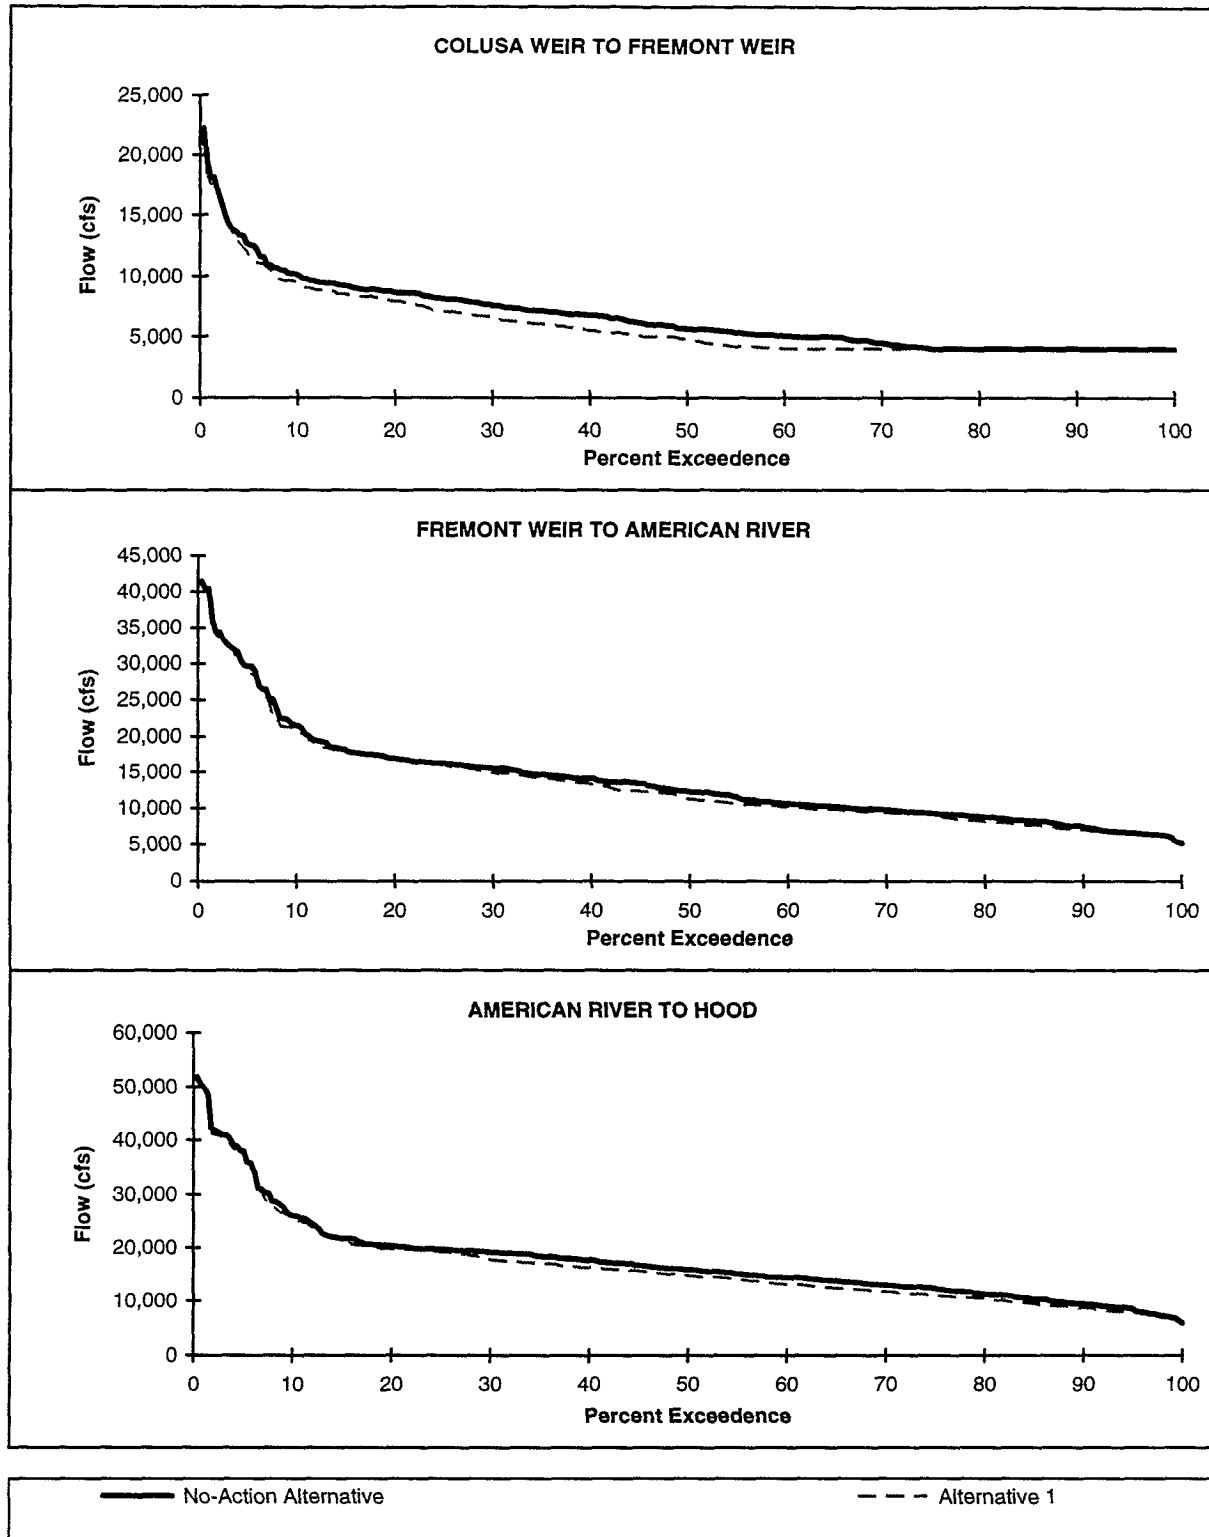 COLUSA WEIR TO FREMONT WEIR
25,000
20,000
15,000
10,000
5,000
0
Flow (cfs)
0 10 20 30 40 50 60 70 80 90 100
Percent Exceedence
FREMONT WEIR TO AMERICAN RIVER
45,000
40,000
35,000
30,000
25,000
20,000
15,000
10,000
5,000
0
Flow (cfs)
0 10 20 30 40 50 60 70 80 90 100
Percent Exceedence
AMERICAN RIVER TO HOOD
60,000
50,000
40,000
30,000
20,000
10,000
0
Flow (cfs)
0 10 20 30 40 50 60 70 80 90 100
Percent Exceedence
No-Action Alternative Alternative 1